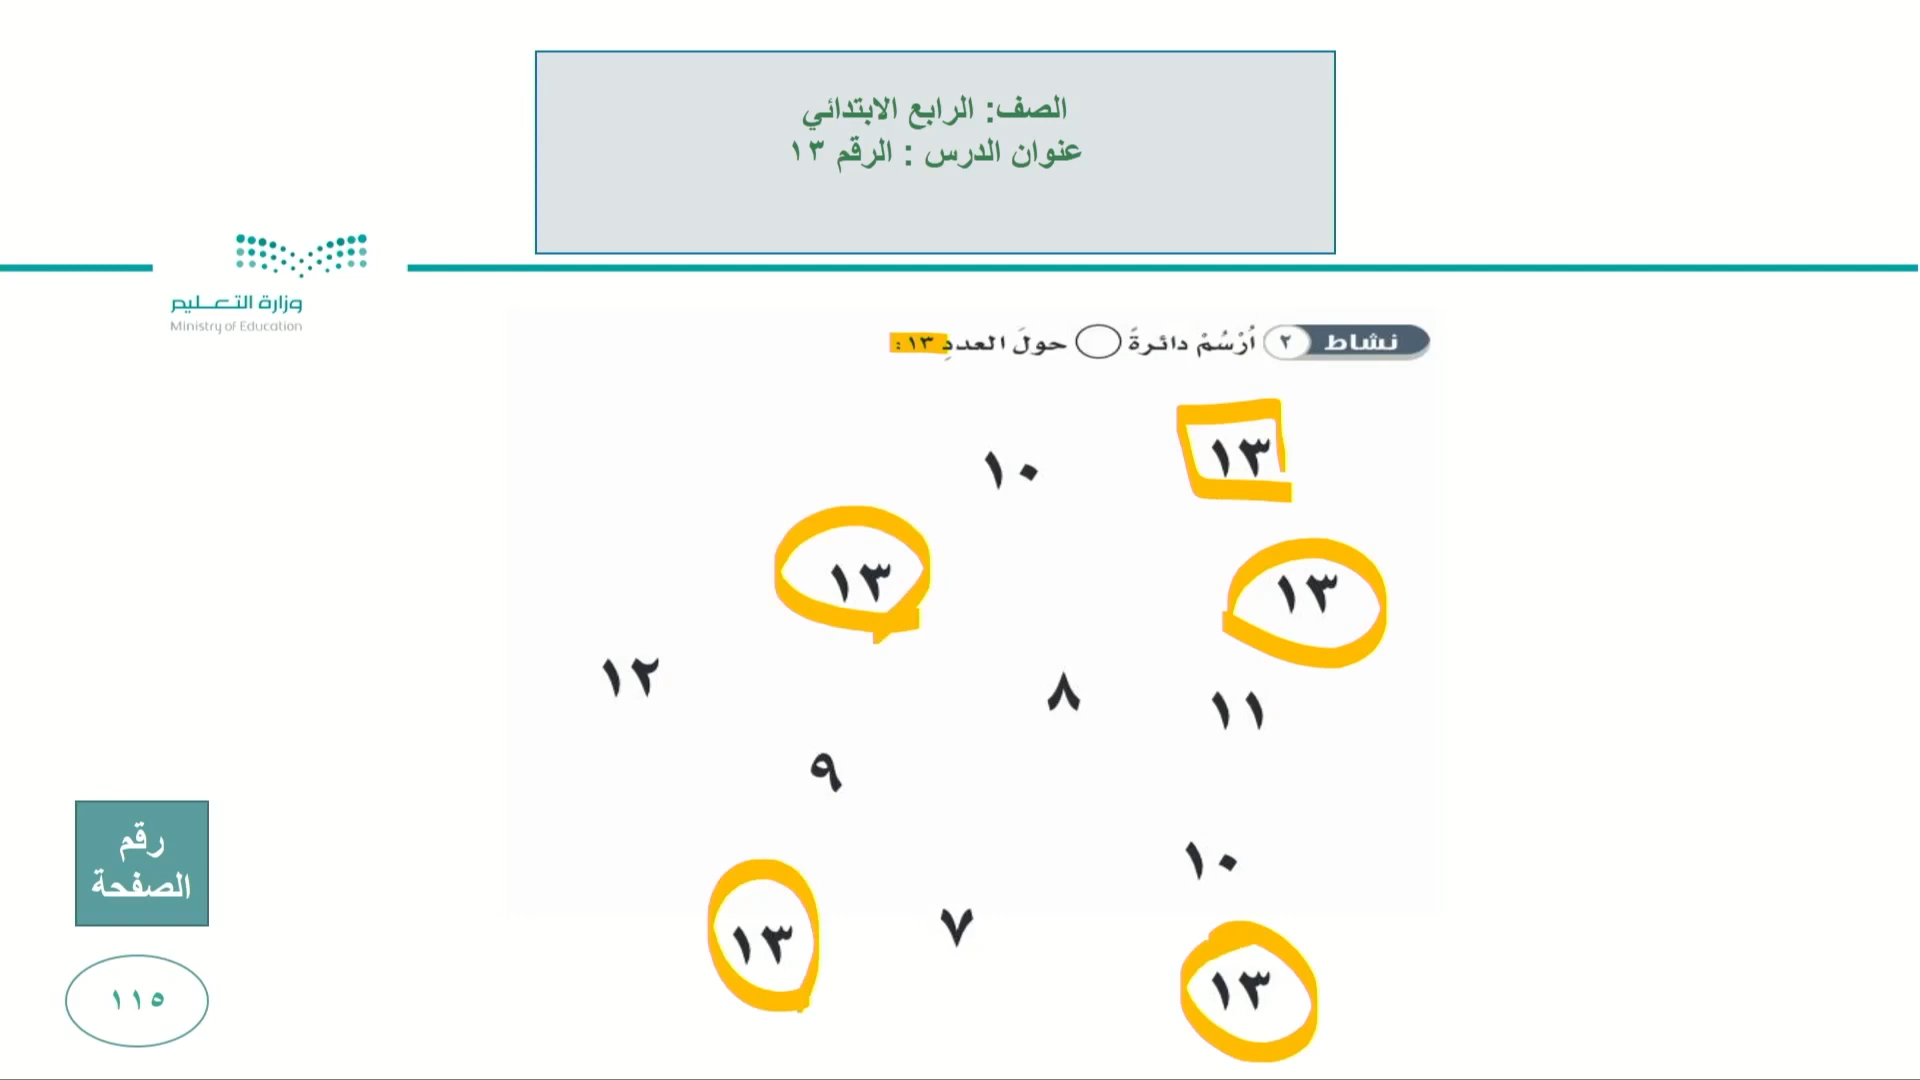 الصف: الرابع الابتدائي
عنوان الدرس : الرقم ١٣
وزارة التعليم
Ministry of Education
نشاط ٢ أَرْسُمْ دائرةً حولَ العددِ ١٣ :
١٣
١٠
١٣
١٣
١٢
٨
١١
٩
١٠
١٣
٧
١٣
رقم
الصفحة
١١٥